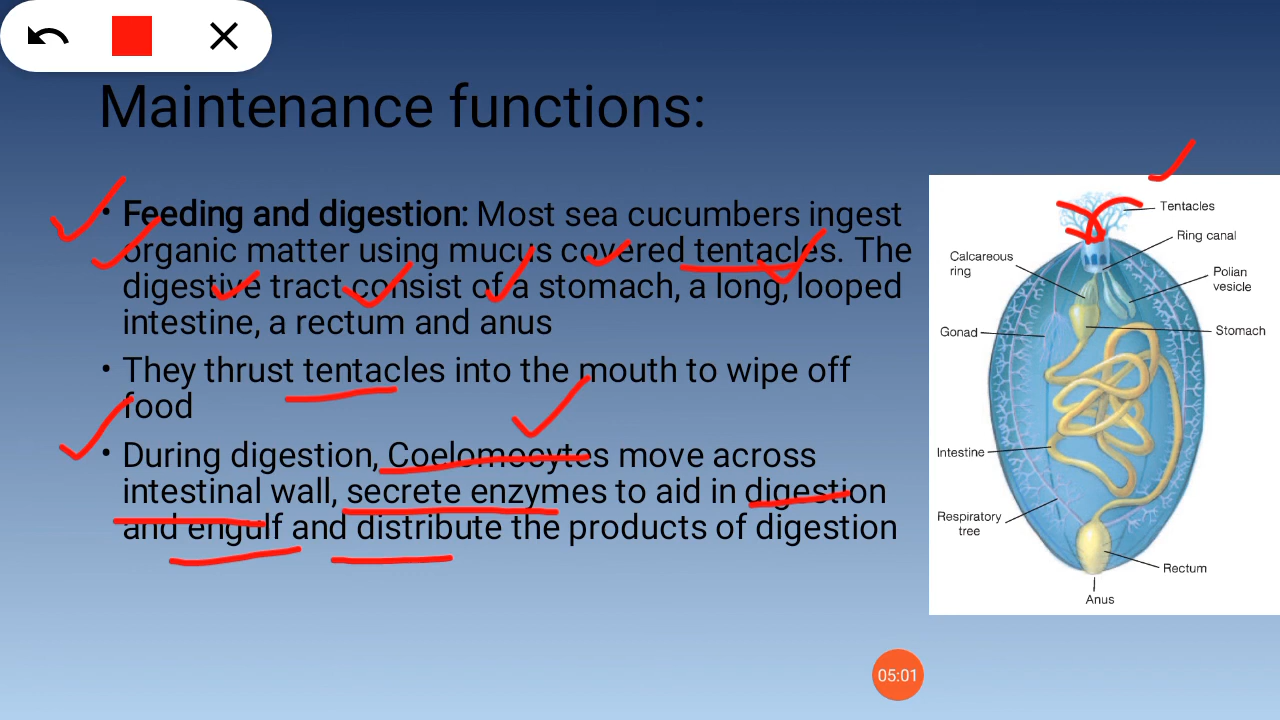 Maintenance functions:
• Feeding and digestion: Most sea cucumbers ingest
organic matter using mucus covered tentacles. The
digestive tract consist of a stomach, a long, looped
intestine, a rectum and anus
• They thrust tentacles into the mouth to wipe off
food
• During digestion, Coelomocytes move across
intestinal wall, secrete enzymes to aid in digestion
and engulf and distribute the products of digestion
Tentacles
Ring canal
Calcareous
ring
Polian
vesicle
Gonad
Stomach
Intestine
Respiratory
tree
Rectum
Anus
05:01